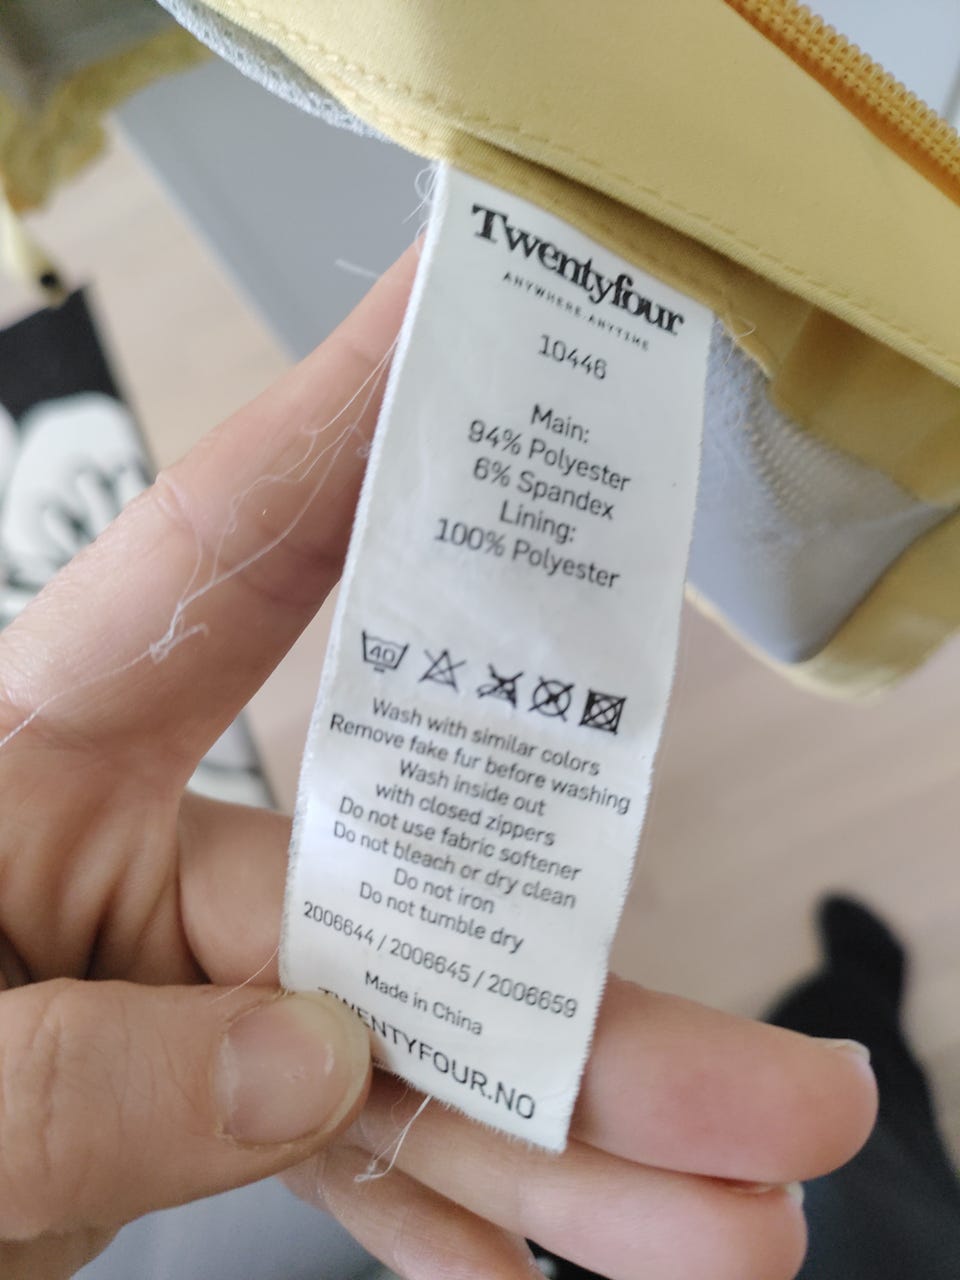 Twentyfour
ANYWHERE.ANYTIME
10446
Main:
94% Polyester
6% Spandex
Lining:
100% Polyester
40
Wash with similar colors
Remove fake fur before washing
Wash inside out
with closed zippers
Do not use fabric softener
Do not bleach or dry clean
Do not iron
Do not tumble dry
2006644 / 2006645 / 2006659
Made in China
TWENTYFOUR.NO